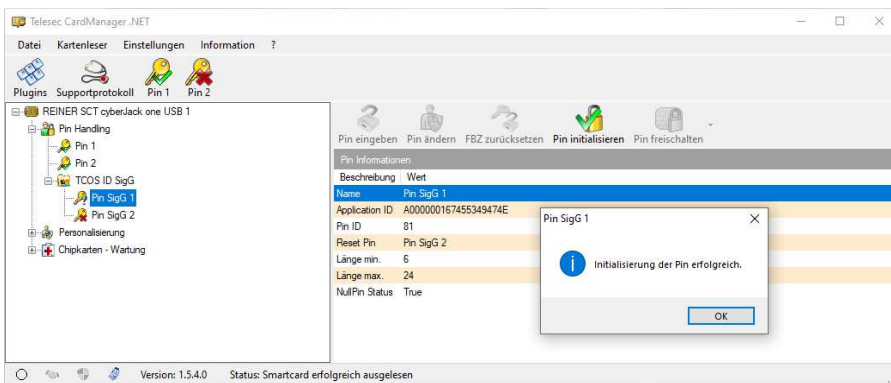 Telesec CardManager .NET
Datei Kartenleser Einstellungen Information ?
Plugins Supportprotokoll Pin 1 Pin 2
REINER SCT cyberJack one USB 1
Pin Handling
Pin 1
Pin 2
TCOS ID SigG
Pin SigG 1
Pin SigG 2
Personalisierung
Chipkarten - Wartung
Pin eingeben Pin ändern FBZ zurücksetzen Pin initialisieren Pin freischalten
Pin Informationen
Beschreibung Wert
Name Pin SigG 1
Application ID A000000167455349474E
Pin ID 81
Reset Pin Pin SigG 2
Länge min. 6
Länge max. 24
NullPin Status True
Pin SigG 1
Initialisierung der Pin erfolgreich.
OK
Version: 1.5.4.0 Status: Smartcard erfolgreich ausgelesen